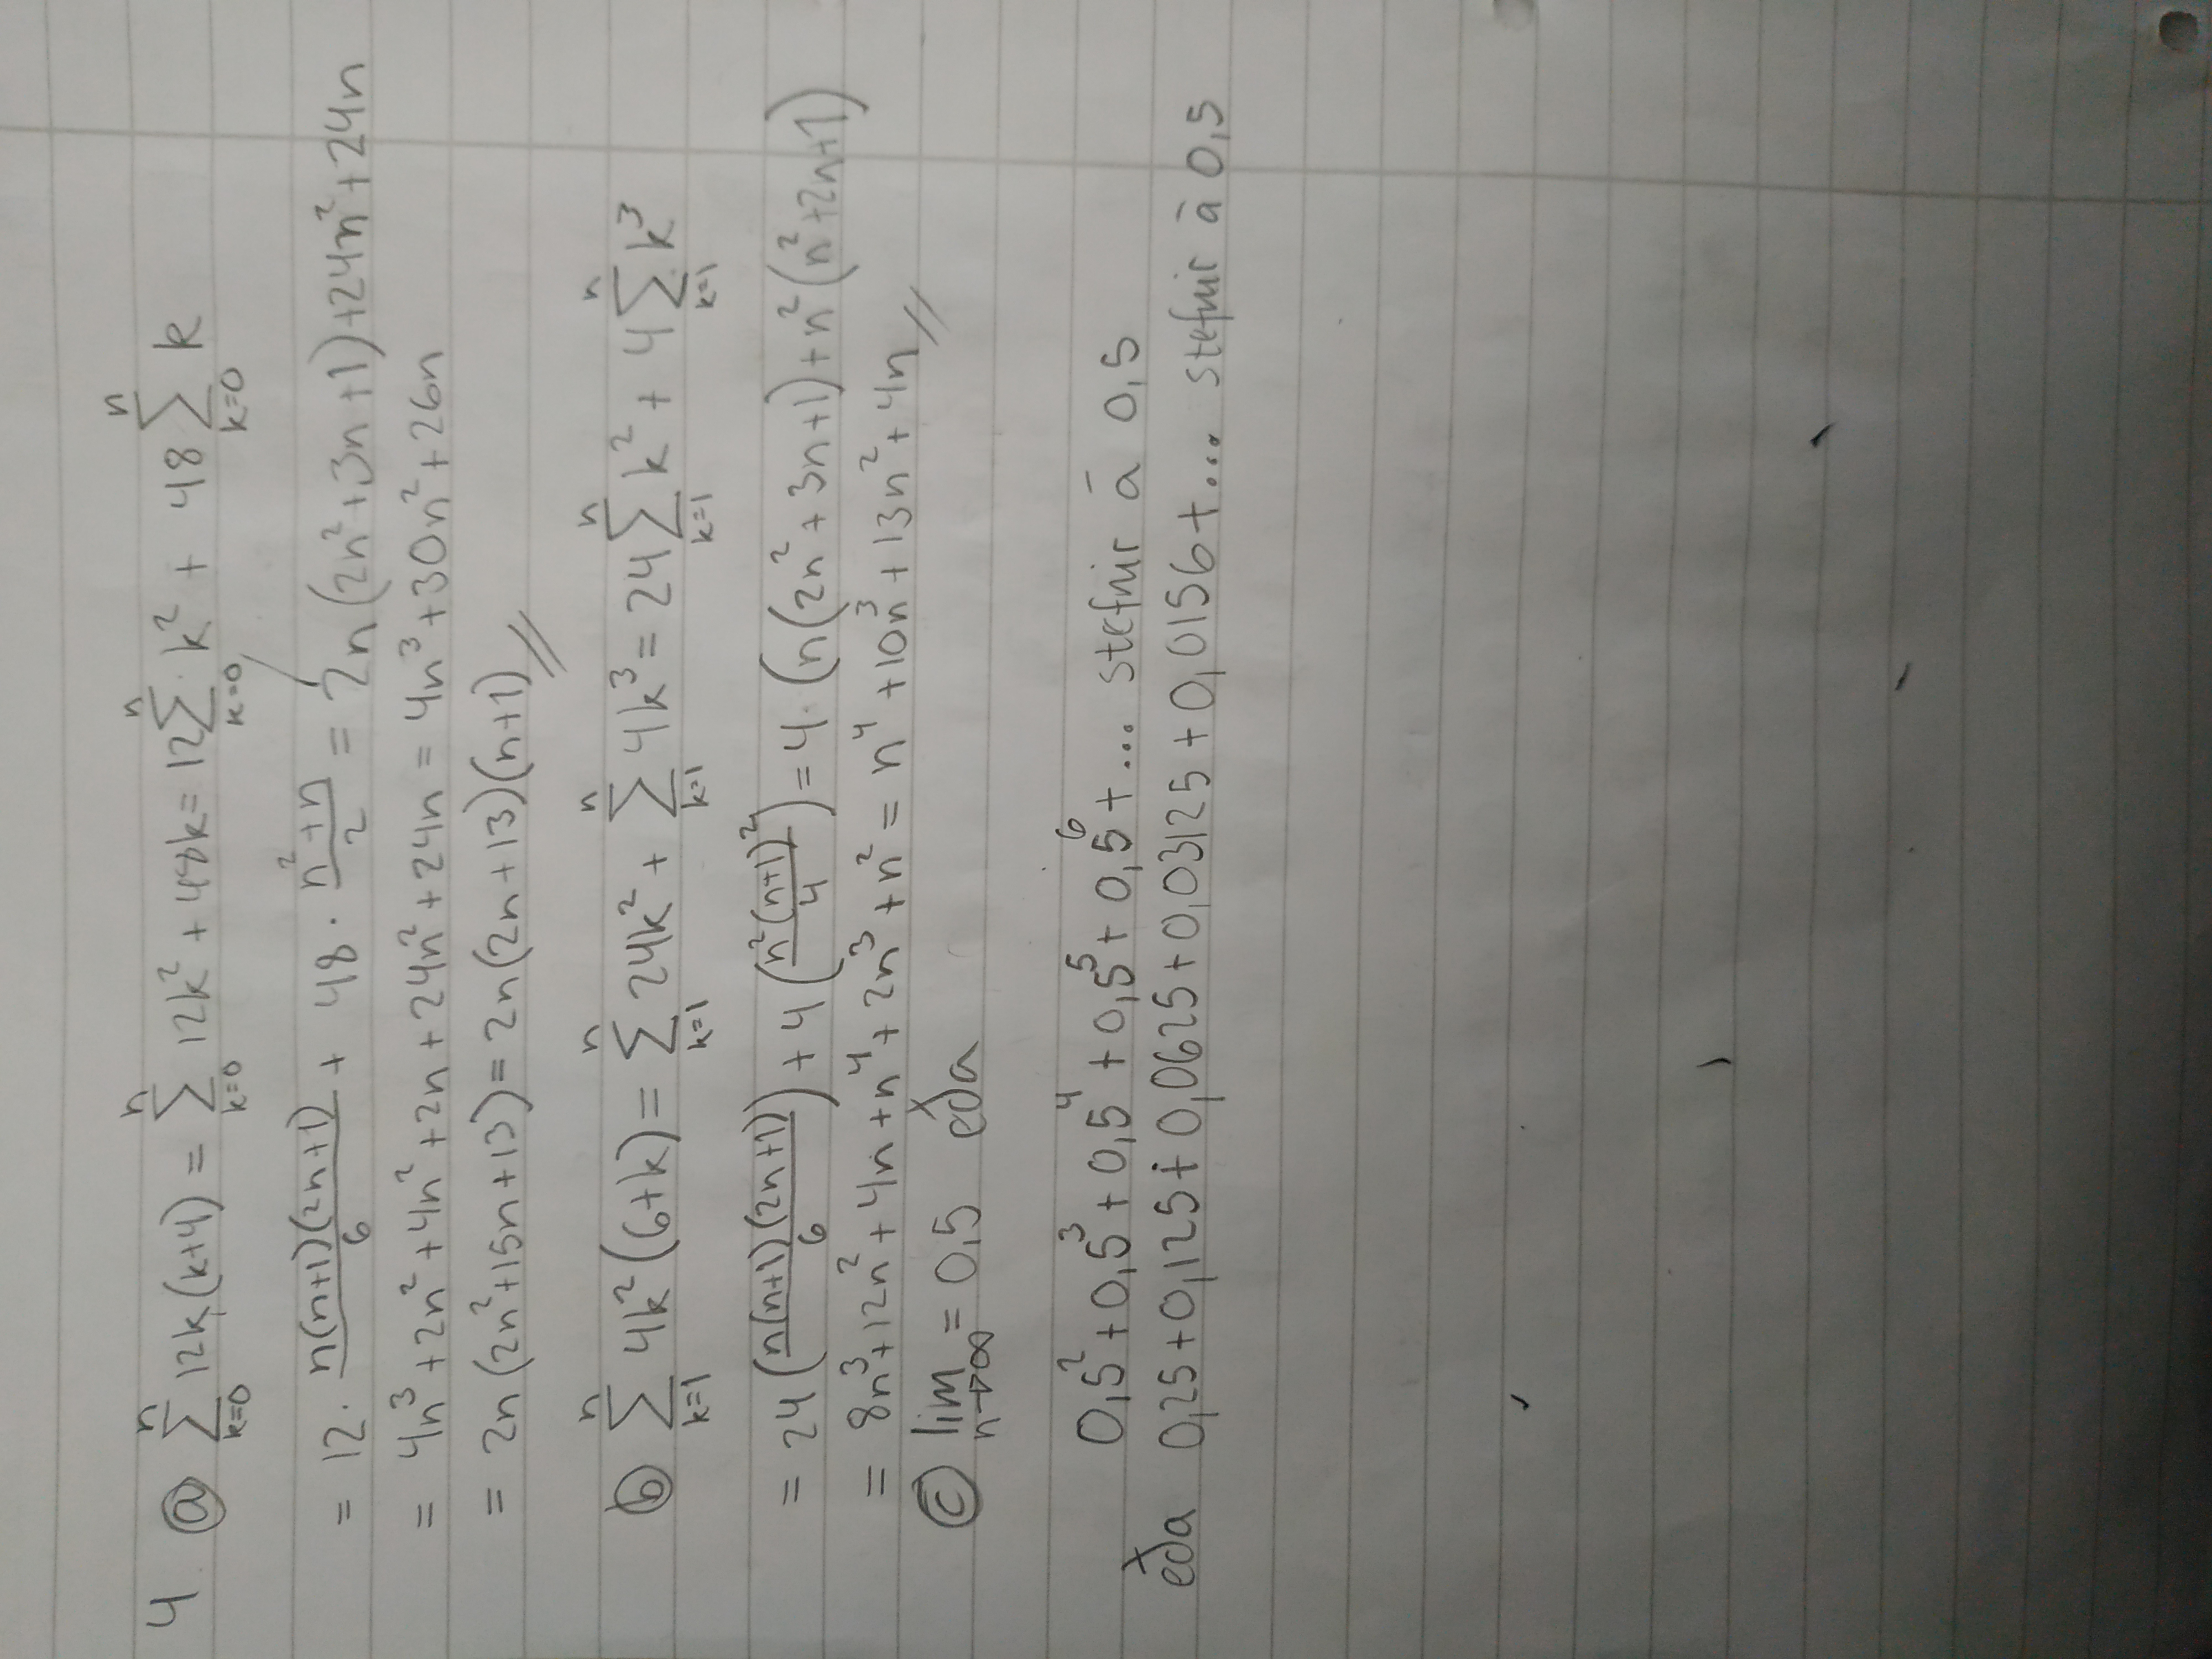 4 ⓐ $\sum_{k=0}^{n} 12k(k+4) = \sum_{k=0}^{n} 12k^2 + 48k = 12\sum_{k=0}^{n} k^2 + 48\sum_{k=0}^{n} k$
$= 12 \cdot \frac{n(n+1)(2n+1)}{6} + 48 \cdot \frac{n^2+n}{2} = 2n(2n^2+3n+1)+24n^2+24n$
$= 4n^3+2n^2+4n^2+2n+24n^2+24n = 4n^3+30n^2+26n$
$= 2n(2n^2+15n+13) = 2n(2n+13)(n+1)$ //
ⓑ $\sum_{k=1}^{n} 4k^2(6+k) = \sum_{k=1}^{n} 24k^2 + \sum_{k=1}^{n} 4k^3 = 24\sum_{k=1}^{n} k^2 + 4\sum_{k=1}^{n} k^3$
$= 24\left(\frac{n(n+1)(2n+1)}{6}\right) + 4\left(\frac{n^2(n+1)^2}{4}\right) = 4 \cdot (n(2n^2+3n+1)+n^2(n^2+2n+1)$
$= 8n^3+12n^2+4n+n^4+2n^3+n^2 = n^4+10n^3+13n^2+4n$ //
ⓒ $\lim_{n \to \infty} = 0,5$ eða
$0,5^2+0,5^3+0,5^4+0,5^5+0,5^6+...$ stefnir á 0,5
eða 0,25+0,125+0,0625+0,03125+0,0156+... stefnir á 0,5